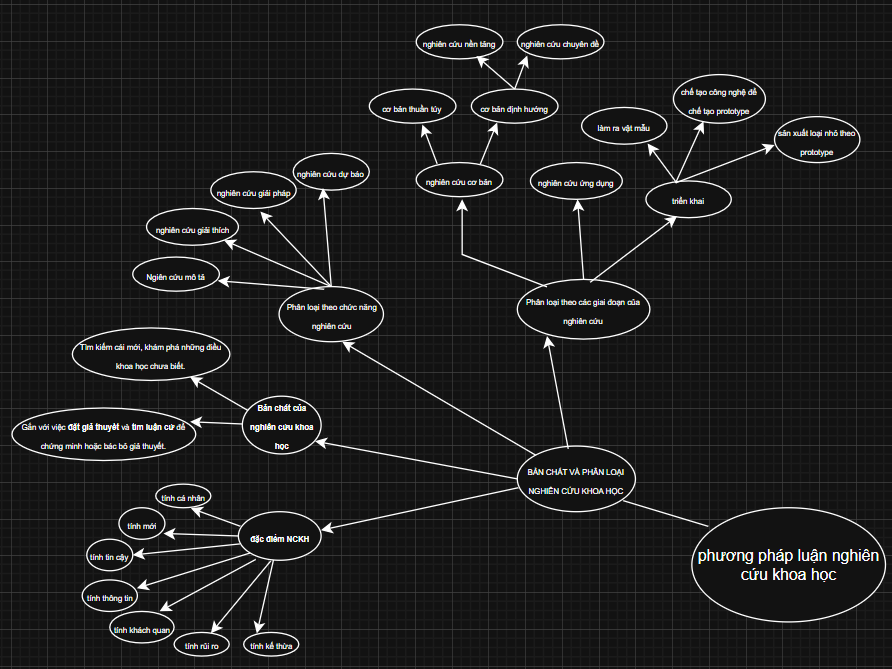 nghiên cứu nền tảng
nghiên cứu chuyên đề
cơ bản thuần túy
cơ bản định hướng
chế tạo công nghệ để
chế tạo prototype
làm ra vật mẫu
sản xuất loại nhỏ theo
prototype
nghiên cứu cơ bản
nghiên cứu ứng dụng
triển khai
nghiên cứu dự báo
nghiên cứu giải pháp
nghiên cứu giải thích
Ngiên cứu mô tả
Phân loại theo chức năng
nghiên cứu
Phân loại theo các giai đoạn của
nghiên cứu
Tìm kiếm cái mới, khám phá những điều
khoa học chưa biết.
Gắn với việc đặt giả thuyết và tìm luận cứ để
chứng minh hoặc bác bỏ giả thuyết.
Bản chất của
nghiên cứu khoa
học
BẢN CHẤT VÀ PHÂN LOẠI
NGHIÊN CỨU KHOA HỌC
tính cá nhân
tính mới
tính tin cậy
tính thông tin
tính khách quan
tính rủi ro
tính kế thừa
đặc điểm NCKH
phương pháp luận nghiên
cứu khoa học